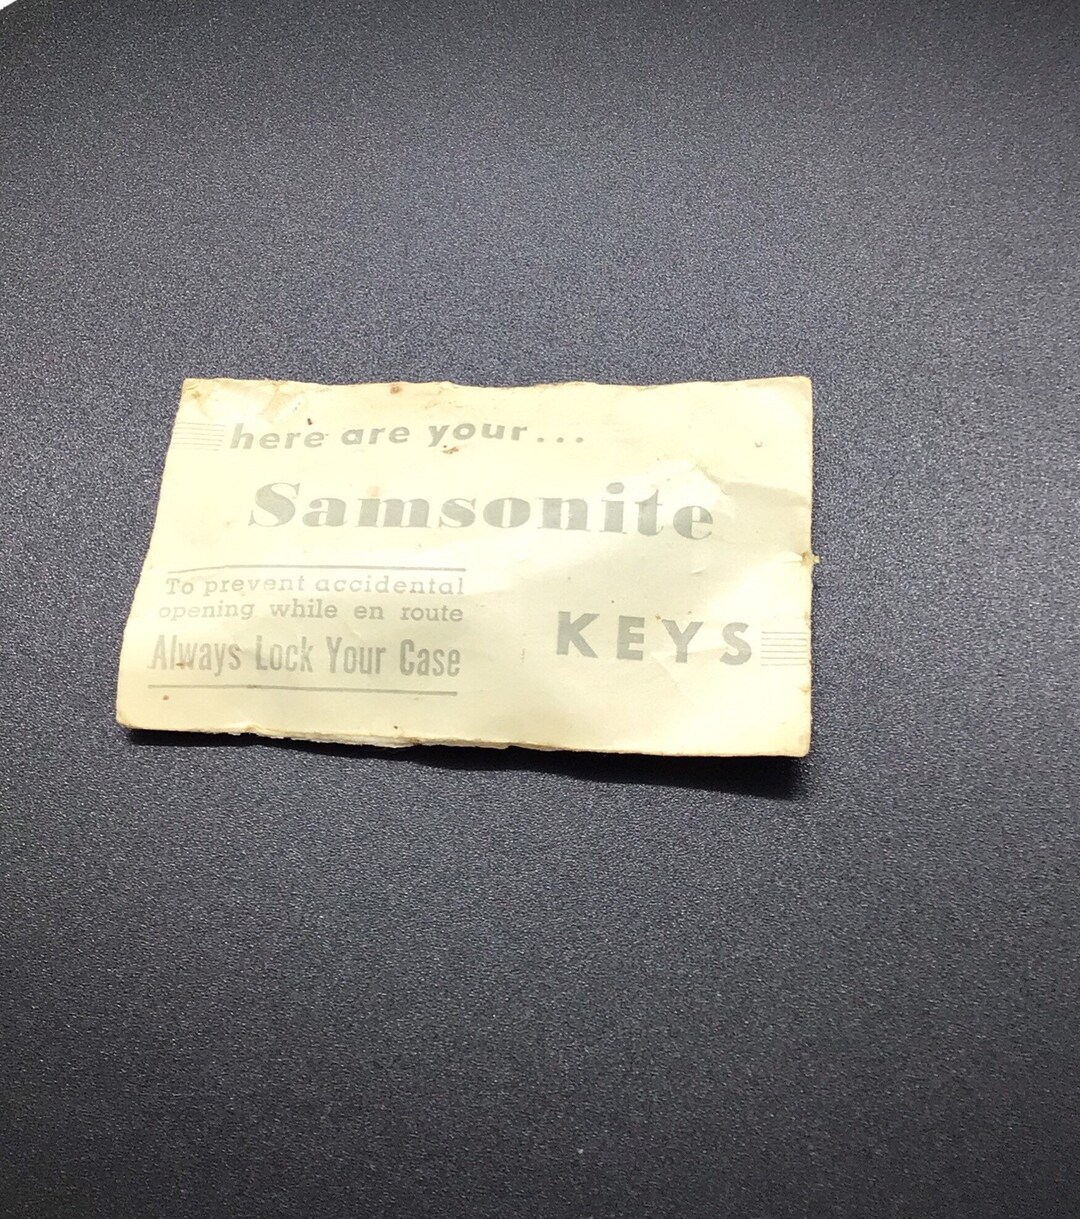 here are your...
Samsonite
To prevent accidental
opening while en route
Always Lock Your Case
KEYS